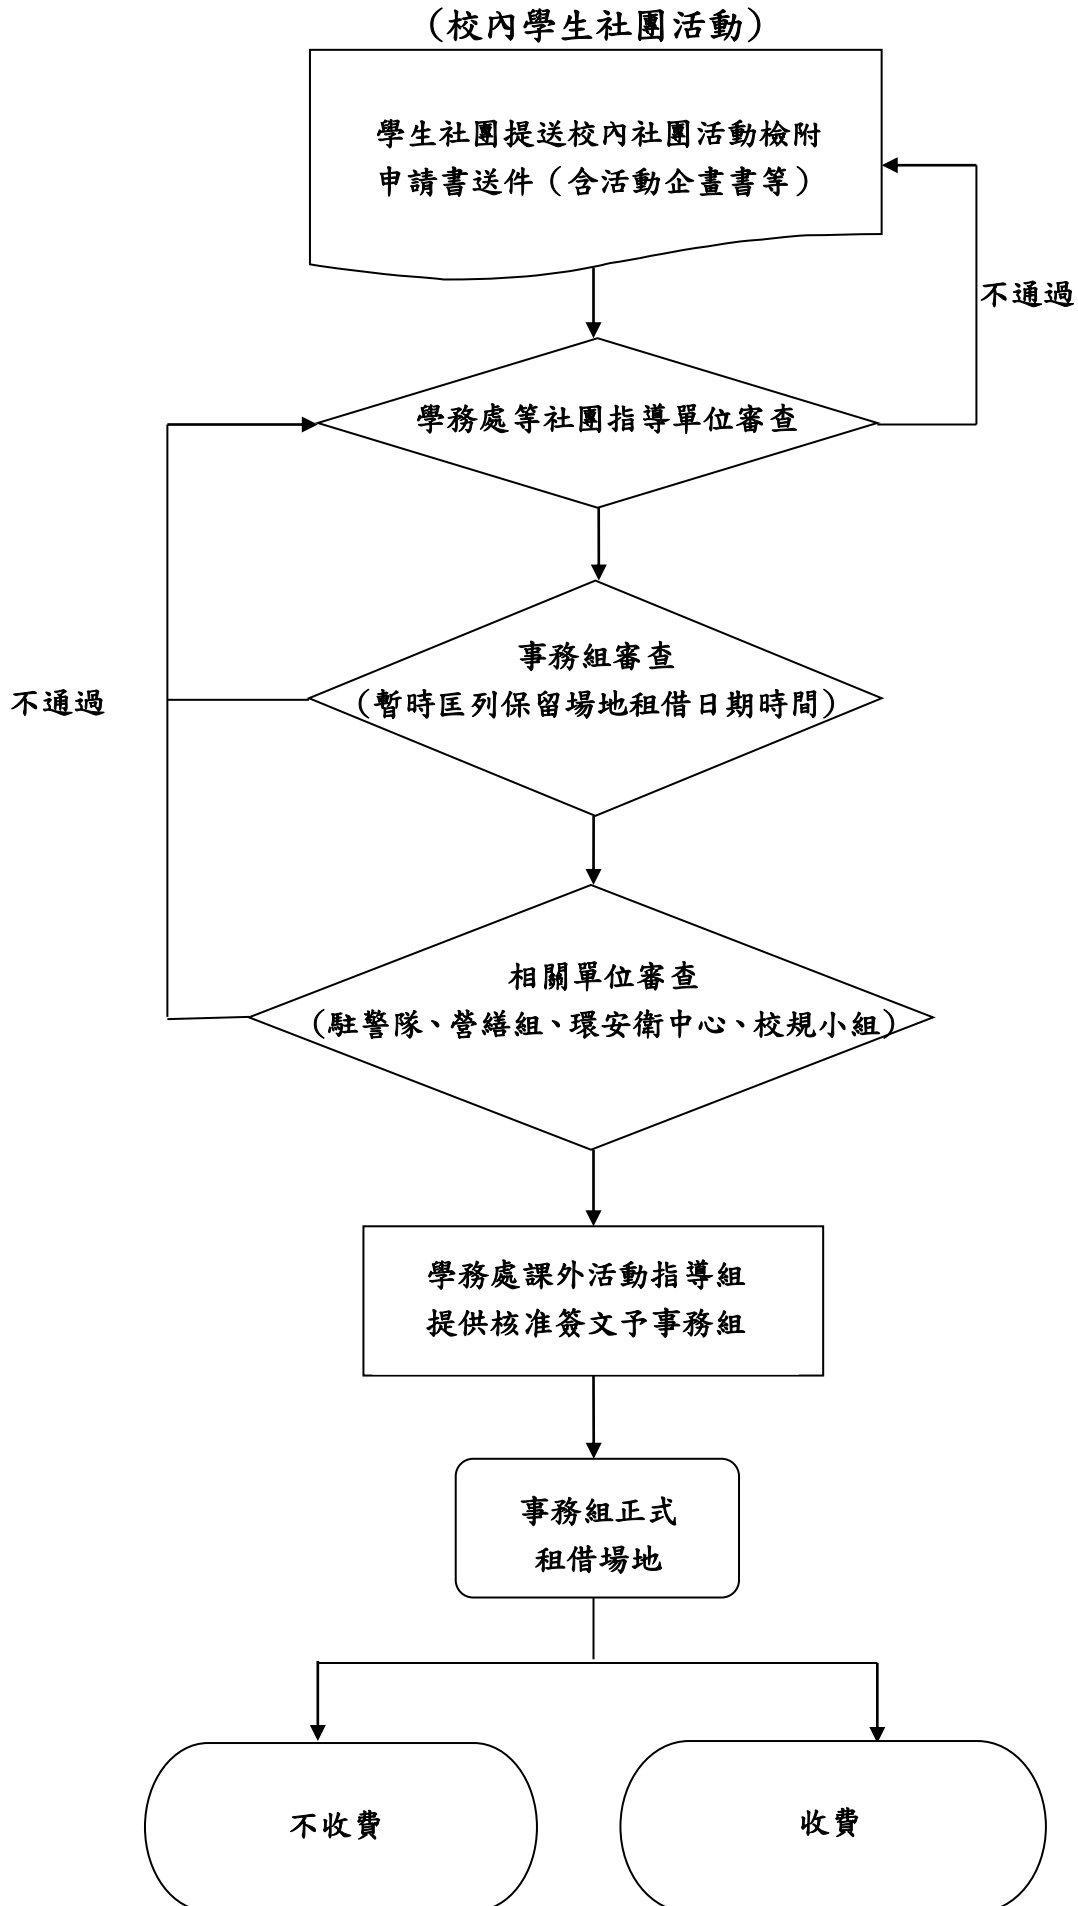 （校內學生社團活動）
學生社團提送校內社團活動檢附
申請書送件（含活動企畫書等）
不通過
學務處等社團指導單位審查
事務組審查
（暫時匡列保留場地租借日期時間）
不通過
相關單位審查
（駐警隊、營繕組、環安衛中心、校規小組）
學務處課外活動指導組
提供核准簽文予事務組
事務組正式
租借場地
不收費
收費